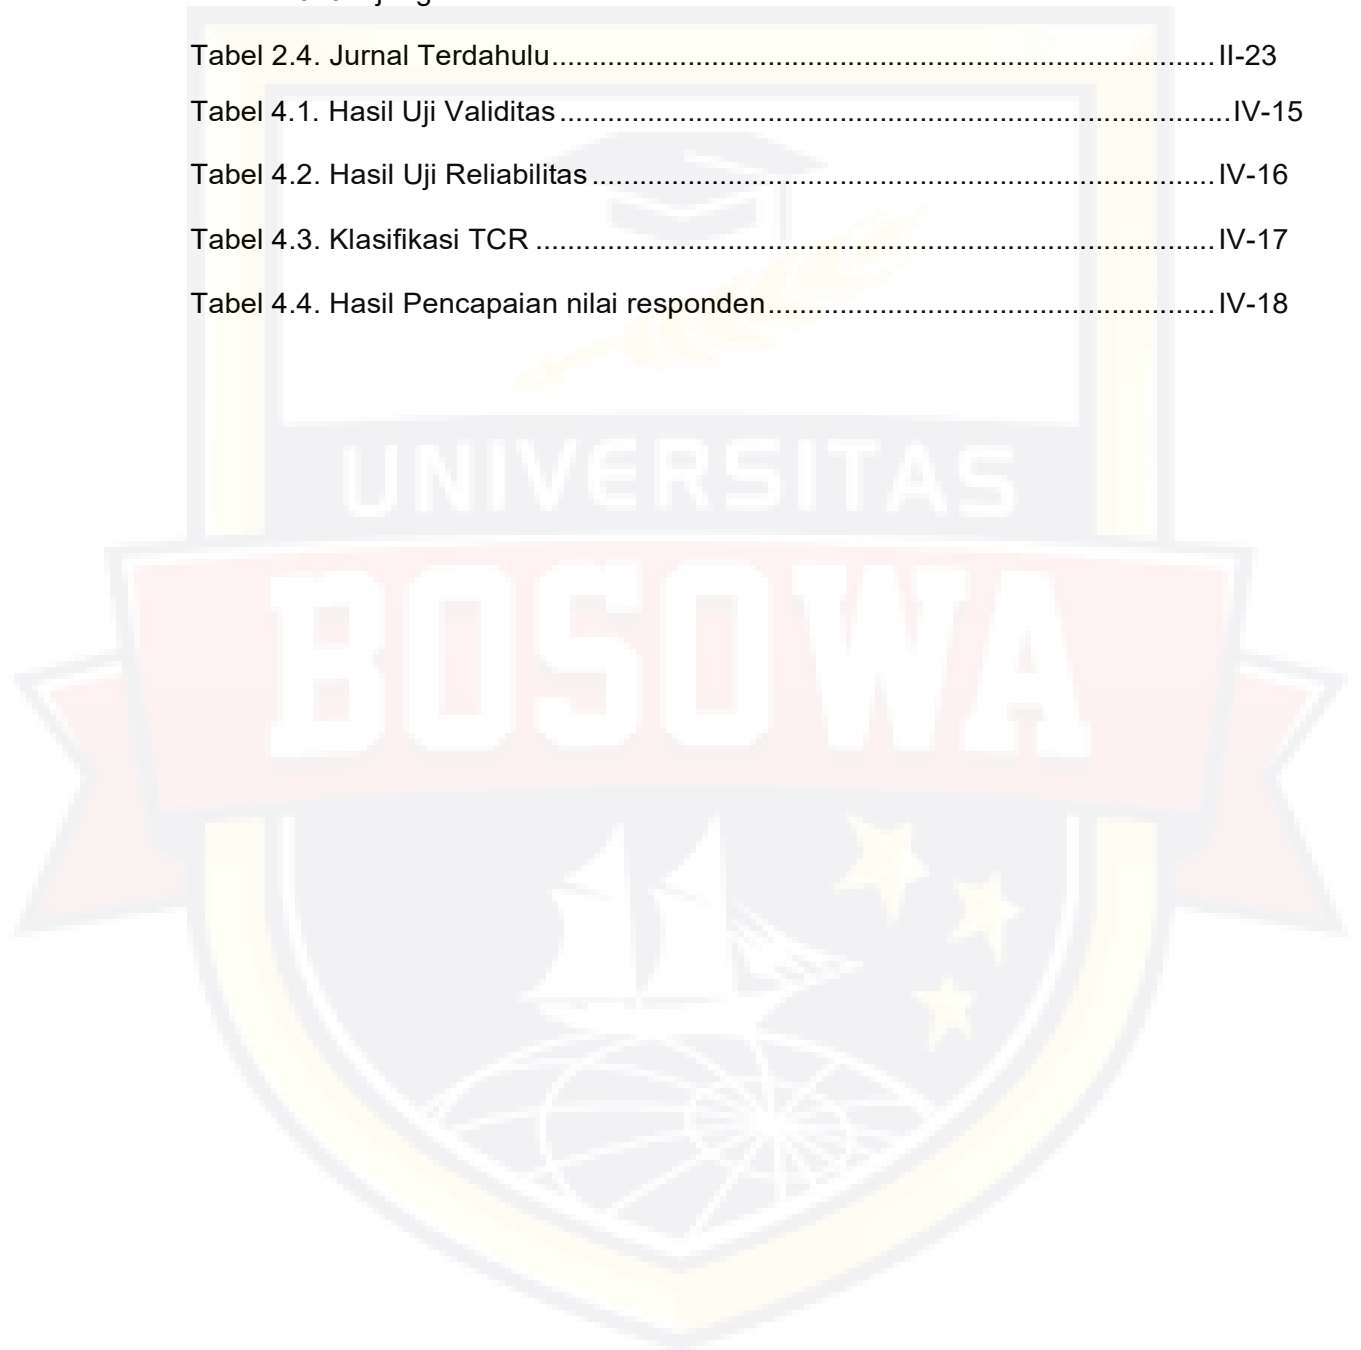 Tabel 2.4. Jurnal Terdahulu......................................................................................II-23
Tabel 4.1. Hasil Uji Validitas.......................................................................................IV-15
Tabel 4.2. Hasil Uji Reliabilitas................................................................................IV-16
Tabel 4.3. Klasifikasi TCR ........................................................................................IV-17
Tabel 4.4. Hasil Pencapaian nilai responden..........................................................IV-18
UNIVERSITAS
BOSOWA